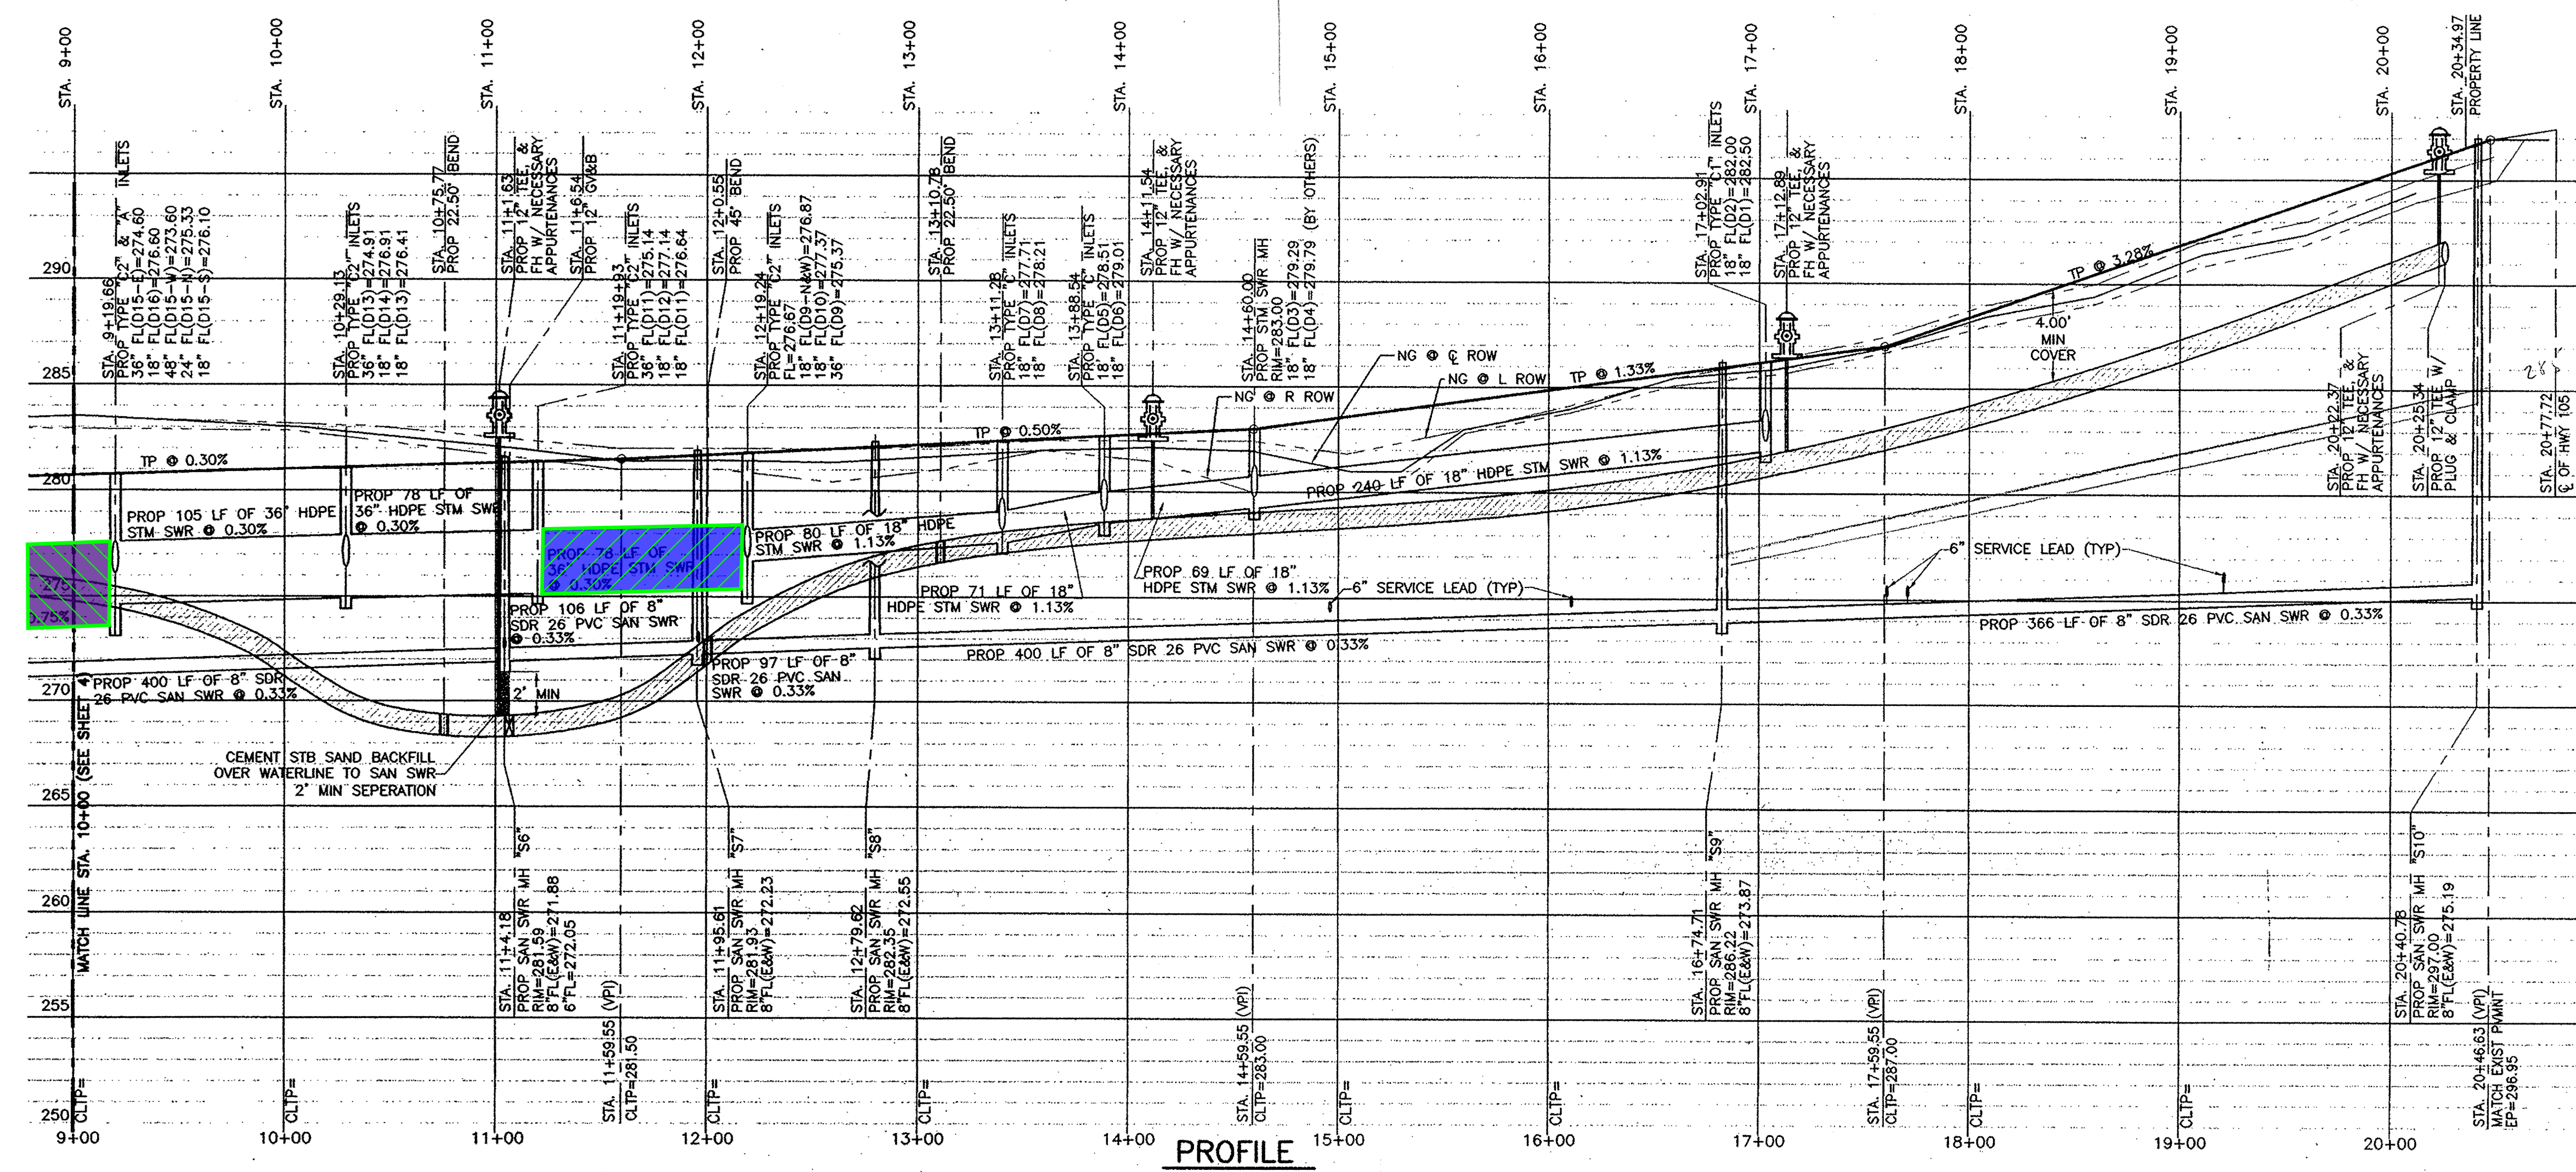 STA. 9+00
STA. 10+00
STA. 11+00
STA. 12+00
STA. 13+00
STA. 14+00
STA. 15+00
STA. 16+00
STA. 17+00
STA. 18+00
STA. 19+00
STA. 20+00
STA. 20+34.97
PROPERTY LINE
STA. 9+19.66
PROP TYPE "C2" & "A" INLETS
36" FL(D15-E)=274.60
18" FL(D16)=276.60
48" FL(D15-W)=273.60
24" FL(D15-N)=275.33
18" FL(D15-S)=276.10
STA. 10+29.13
PROP TYPE "C2" INLETS
36" FL(D13)=274.91
18" FL(D14)=276.91
18" FL(D13)=276.41
STA. 10+75.77
PROP 22.50° BEND
STA. 11+1.63
PROP 12" TEE, &
FH W/ NECESSARY
APPURTENANCES
STA. 11+6.54
PROP 12" GV&B
STA. 11+19.93
PROP TYPE "C2" INLETS
36" FL(D11)=275.14
18" FL(D12)=277.14
18" FL(D11)=276.64
STA. 12+0.55
PROP 45° BEND
STA. 12+19.24
PROP TYPE "C2" INLETS
FL=276.67
18" FL(D9-N&W)=276.87
18" FL(D10)=277.37
36" FL(D9)=275.37
STA. 13+10.78
PROP 22.50° BEND
STA. 13+11.28
PROP TYPE "C" INLETS
18" FL(D7)=277.71
18" FL(D8)=278.21
STA. 13+88.54
PROP TYPE "C" INLETS
18' FL(D5)=278.51
18" FL(D6)=279.01
STA. 14+11.54
PROP 12" TEE, &
FH W/ NECESSARY
APPURTENANCES
STA. 14+60.00
PROP STM SWR MH
RIM=283.00
18" FL(D3)=279.29
18" FL(D4)=279.79 (BY OTHERS)
STA. 17+02.91
PROP TYPE "C1" INLETS
18" FL(D2)=282.00
18" FL(D1)=282.50
STA. 17+12.89
PROP 12" TEE, &
FH W/ NECESSARY
APPURTENANCES
STA. 20+22.37
PROP 12" TEE, &
FH W/ NECESSARY
APPURTENANCES
STA. 20+25.34
PROP 12" TEE W/
PLUG & CLAMP
STA. 20+77.72
℄ OF HWY 105
290
285
280
275
270
265
260
255
250
TP @ 0.30%
TP @ 0.50%
TP @ 1.33%
TP @ 3.28%
NG @ ℄ ROW
NG @ L ROW
NG @ R ROW
4.00'
MIN
COVER
PROP 105 LF OF 36" HDPE
STM SWR @ 0.30%
PROP 78 LF OF
36" HDPE STM SWR
@ 0.30%
PROP 78 LF OF
36" HDPE STM SWR
@ 0.30%
0.75%
PROP 80 LF OF 18" HDPE
STM SWR @ 1.13%
PROP 240 LF OF 18" HDPE STM SWR @ 1.13%
PROP 71 LF OF 18"
HDPE STM SWR @ 1.13%
PROP 69 LF OF 18"
HDPE STM SWR @ 1.13%
6" SERVICE LEAD (TYP)
6" SERVICE LEAD (TYP)
PROP 106 LF OF 8"
SDR 26 PVC SAN SWR
@ 0.33%
PROP 97 LF OF 8"
SDR 26 PVC SAN
SWR @ 0.33%
PROP 400 LF OF 8" SDR 26 PVC SAN SWR @ 0.33%
PROP 366 LF OF 8" SDR 26 PVC SAN SWR @ 0.33%
PROP 400 LF OF 8" SDR
26 PVC SAN SWR @ 0.33%
2' MIN
CEMENT STB SAND BACKFILL
OVER WATERLINE TO SAN SWR
2' MIN SEPERATION
MATCH LINE STA. 10+00 (SEE SHEET 4)
STA. 11+4.18
PROP SAN SWR MH "S6"
RIM=281.59
8"FL(E&W)=271.88
6"FL=272.05
STA. 11+59.55 (VPI)
CLTP=281.50
STA. 11+95.61
PROP SAN SWR MH "S7"
RIM=281.93
8"FL(E&W)=272.23
STA. 12+79.62
PROP SAN SWR MH "S8"
RIM=282.35
8"FL(E&W)=272.55
STA. 14+59.55 (VPI)
CLTP=283.00
STA. 16+74.71
PROP SAN SWR MH "S9"
RIM=286.22
8"FL(E&W)=273.87
STA. 17+59.55 (VPI)
CLTP=287.00
STA. 20+40.78
PROP SAN SWR MH "S10"
RIM=297.00
8"FL(E&W)=275.19
STA. 20+46.63 (VPI)
MATCH EXIST PVMNT
EP=296.95
CLTP=
CLTP=
CLTP=
CLTP=
CLTP=
CLTP=
CLTP=
CLTP=
CLTP=
9+00
10+00
11+00
12+00
13+00
14+00
15+00
16+00
17+00
18+00
19+00
20+00
PROFILE